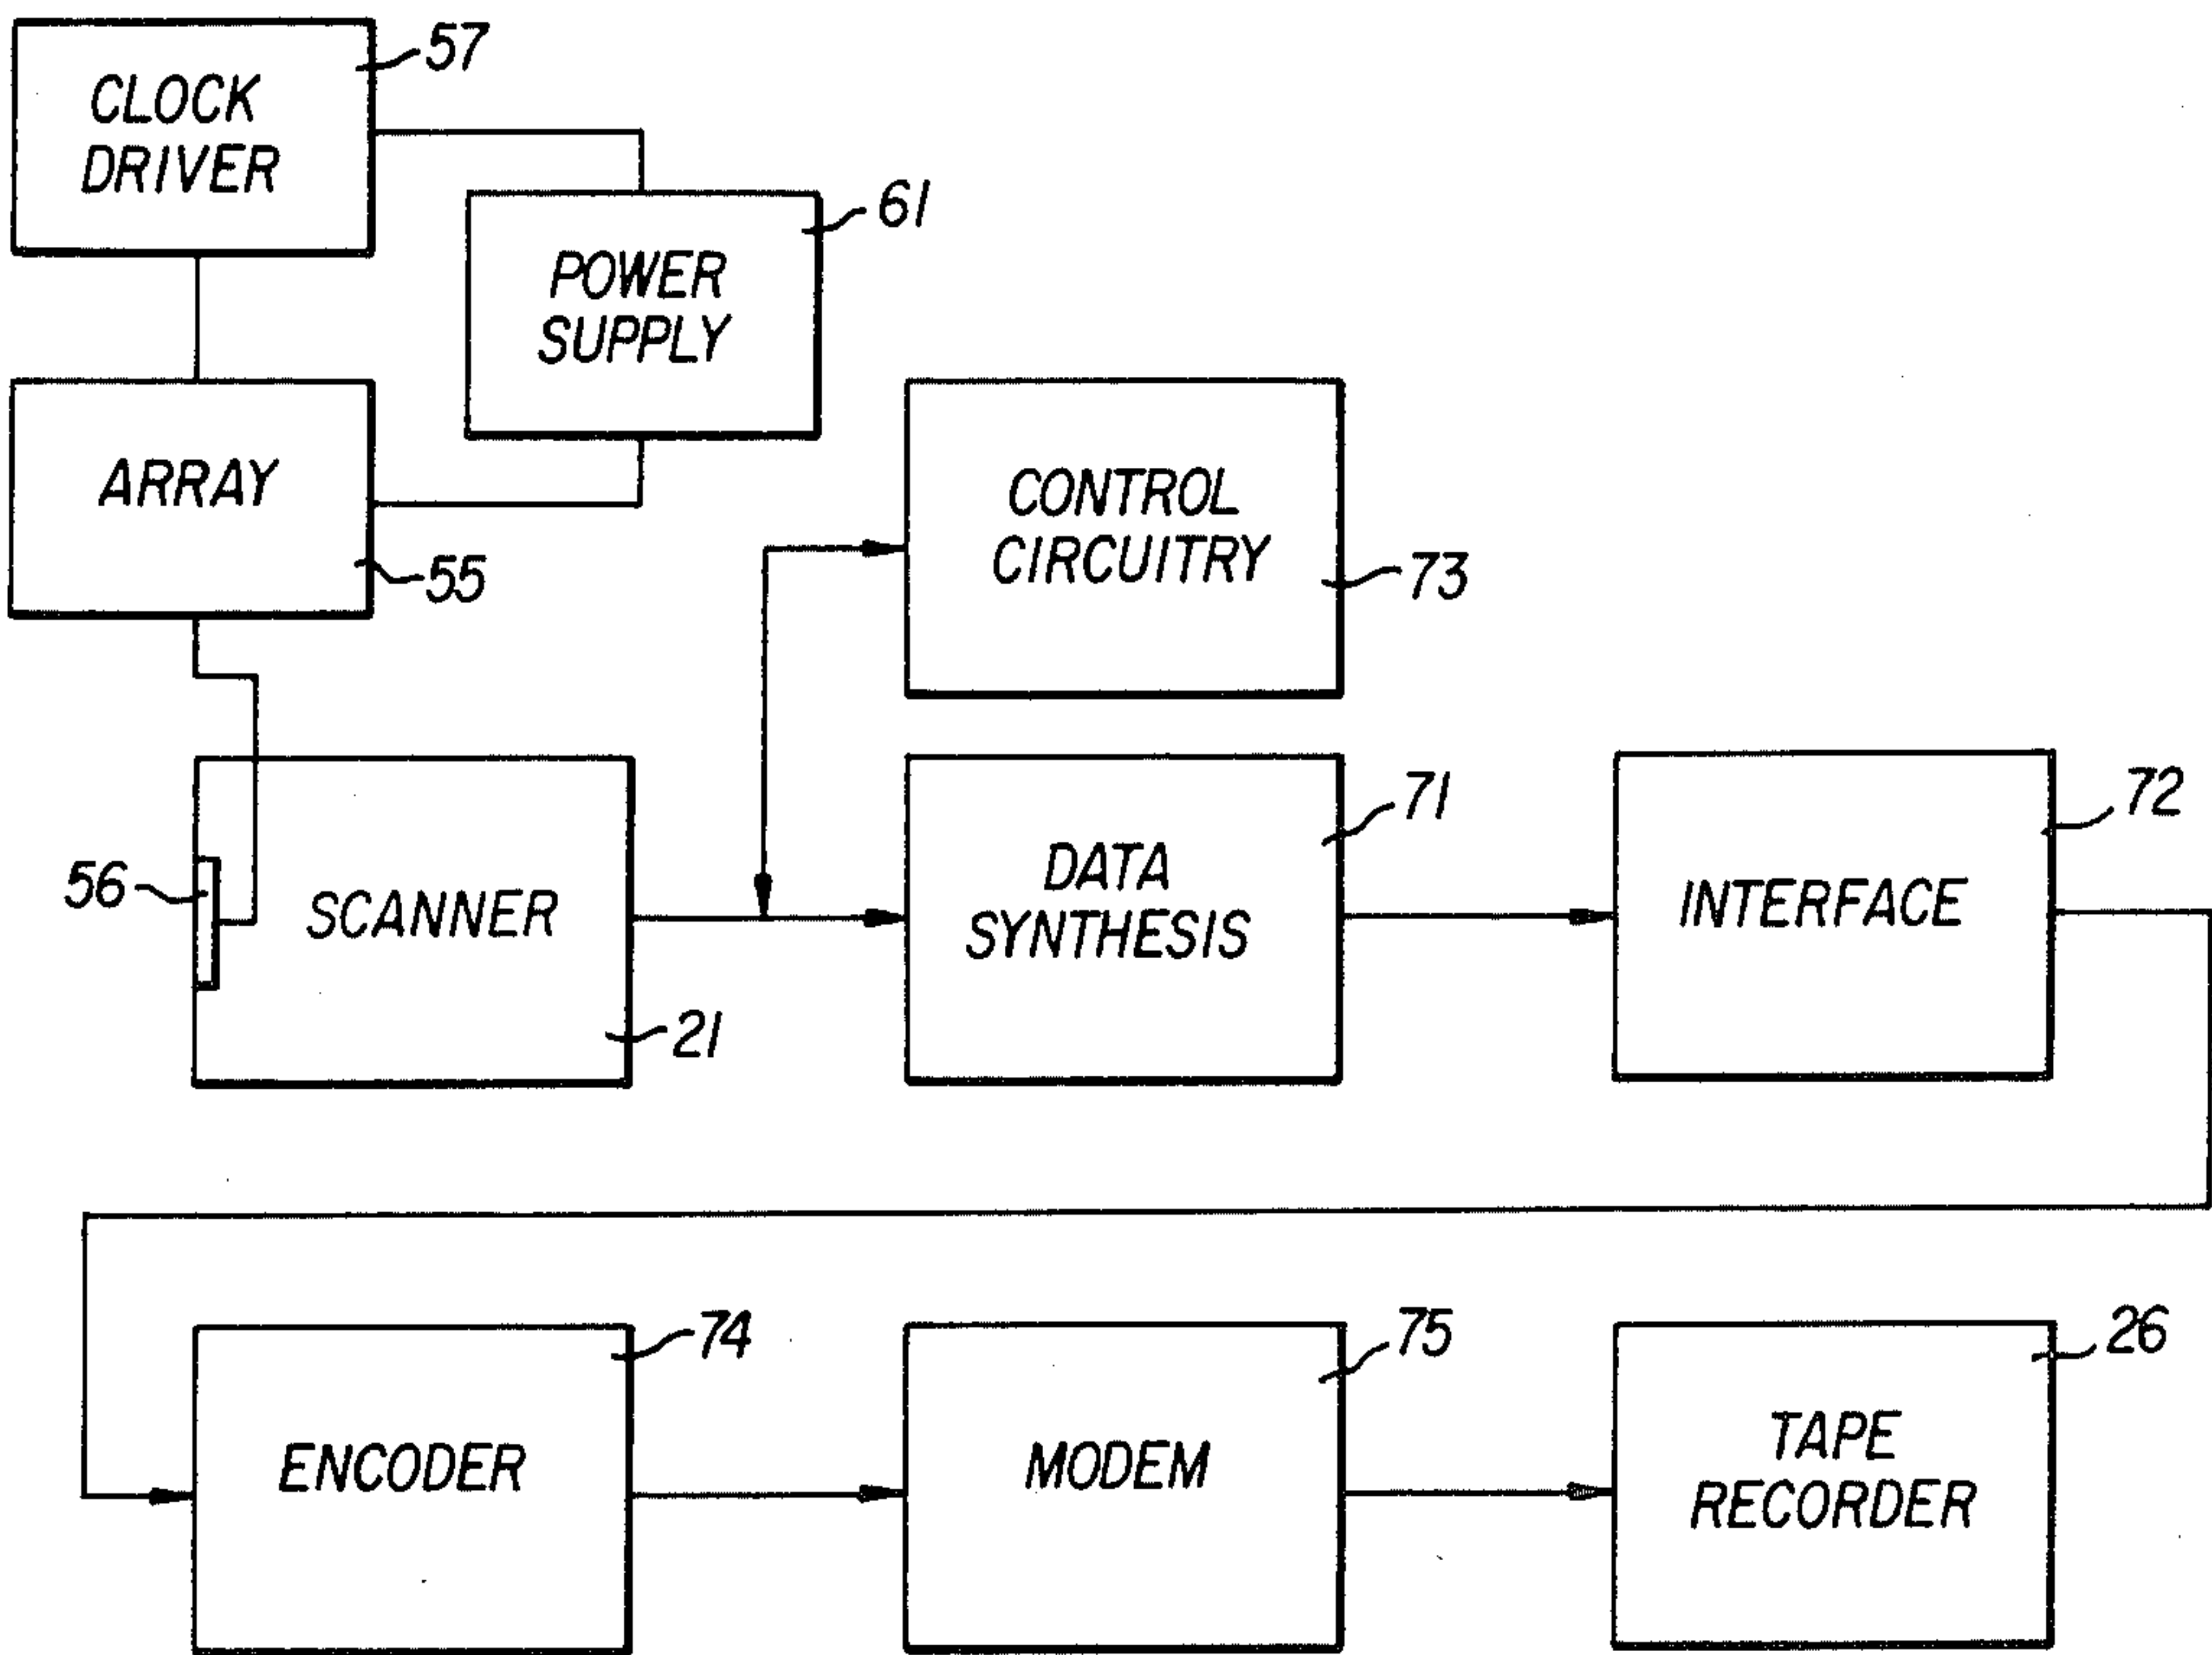 57
CLOCK
DRIVER
61
POWER
SUPPLY
ARRAY
55
CONTROL
CIRCUITRY
73
56
SCANNER
21
71
DATA
SYNTHESIS
72
INTERFACE
74
ENCODER
75
MODEM
26
TAPE
RECORDER